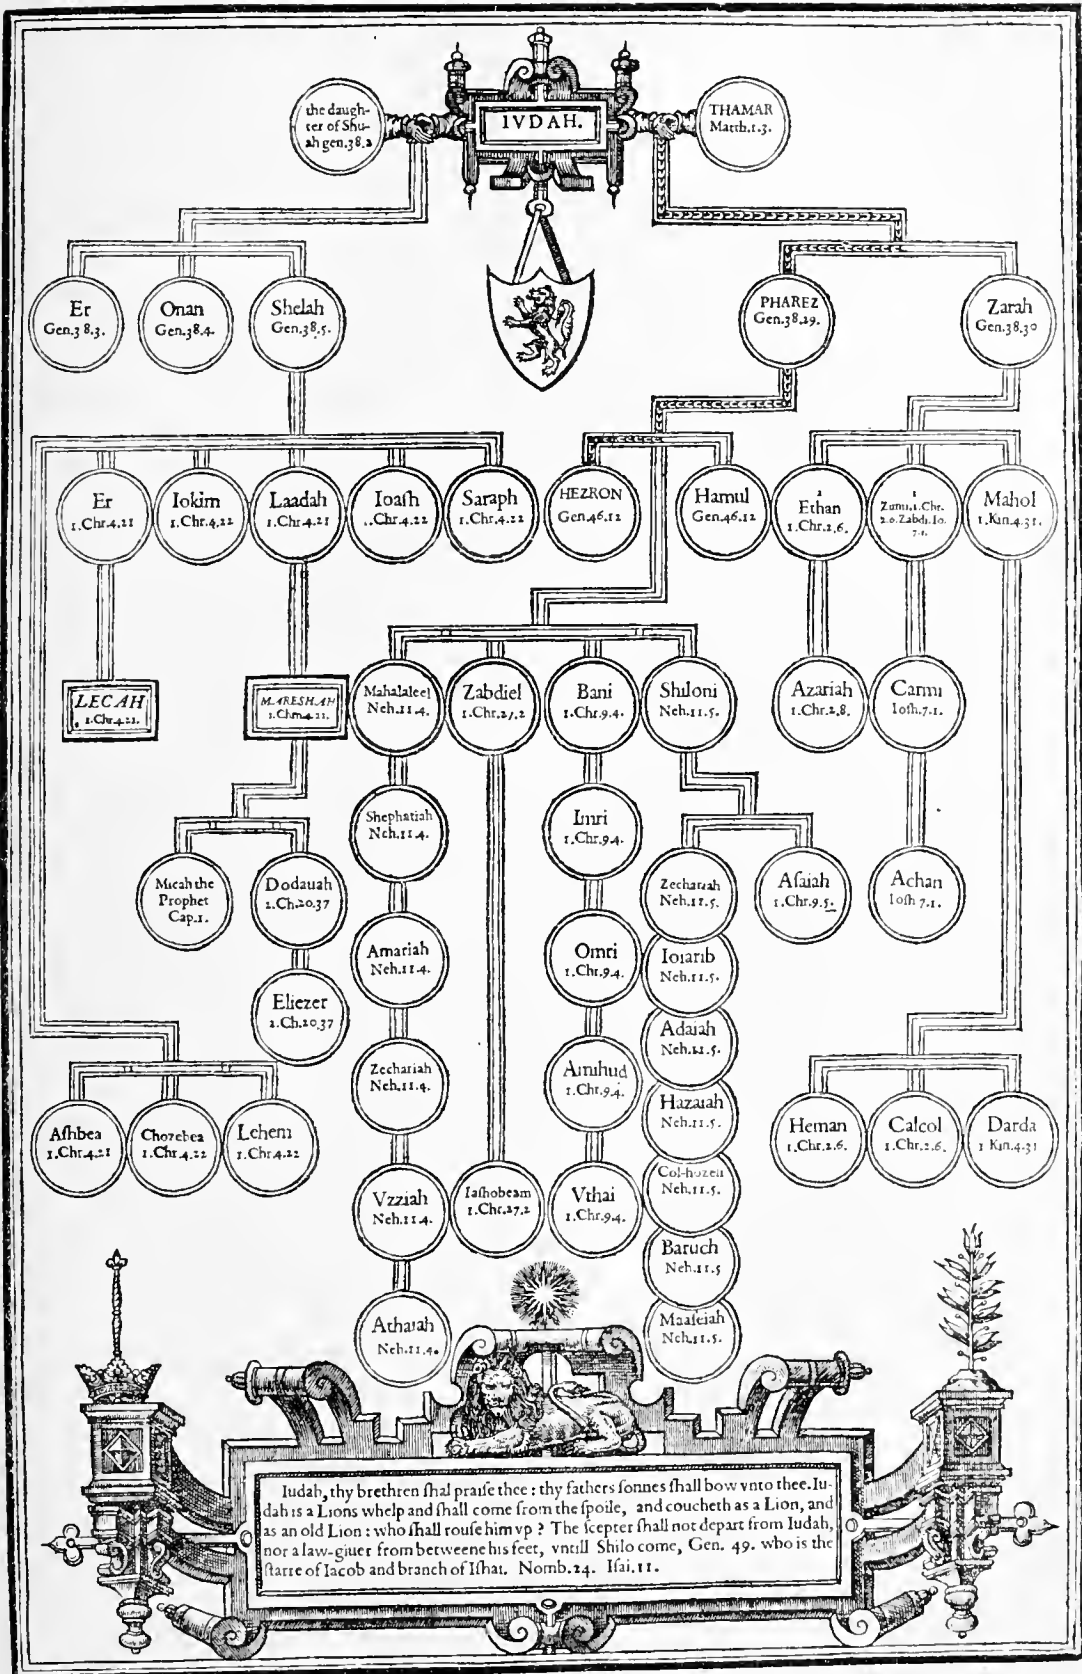 the daugh-
ter of Shu-
ah gen.38.2
IVDAH.
THAMAR
Matth.1.3.
Er
Gen.38.3.
Onan
Gen.38.4.
Shelah
Gen.38.5.
PHAREZ
Gen.38.29.
Zarah
Gen.38.30
Er
1.Chr.4.21
Iokim
1.Chr.4.22
Laadah
1.Chr.4.21
Ioaſh
1.Chr.4.22
Saraph
1.Chr.4.22
HEZRON
Gen.46.12
Hamul
Gen.46.12
2
Ethan
1.Chr.2.6.
1
Zimri,1.Chr.
2.6.Zabdi.Io.
7.1.
Mahol
1.Kin.4.31.
LECAH
1.Chr.4.21.
MARESHAH
1.Chr.4.21.
Mahalaleel
Neh.11.4.
Zabdiel
1.Chr.27.2
Bani
1.Chr.9.4.
Shiloni
Neh.11.5.
Azariah
1.Chr.2.8.
Carmi
Ioſh.7.1.
Shephatiah
Neh.11.4.
Imri
1.Chr.9.4.
Micah the
Prophet
Cap.1.
Dodauah
2.Ch.20.37
Zechariah
Neh.11.5.
Aſaiah
1.Chr.9.5.
Achan
Ioſh 7.1.
Amariah
Neh.11.4.
Omri
1.Chr.9.4.
Ioiarib
Neh.11.5.
Eliezer
2.Ch.20.37
Adaiah
Neh.11.5.
Zechariah
Neh.11.4.
Amihud
1.Chr.9.4.
Hazaiah
Neh.11.5.
Aſhbea
1.Chr.4.21
Chozebea
1.Chr.4.22
Lehem
1.Chr.4.22
Heman
1.Chr.2.6.
Calcol
1.Chr.2.6.
Darda
1 Kin.4.31
Vzziah
Neh.11.4.
Iaſhobeam
1.Chr.27.2
Vthai
1.Chr.9.4.
Col-hozeh
Neh.11.5.
Baruch
Neh.11.5
Athaiah
Neh.11.4.
Maaſeiah
Neh.11.5.
Iudah, thy brethren ſhal praiſe thee : thy fathers ſonnes ſhall bow vnto thee. Iu-
dah is a Lions whelp and ſhall come from the ſpoile, and coucheth as a Lion, and
as an old Lion : who ſhall rouſe him vp ? The ſcepter ſhall not depart from Iudah,
nor a law-giuer from betweene his feet, vntill Shilo come, Gen. 49. who is the
ſtarre of Iacob and branch of Iſhai. Nomb.24. Iſai.11.